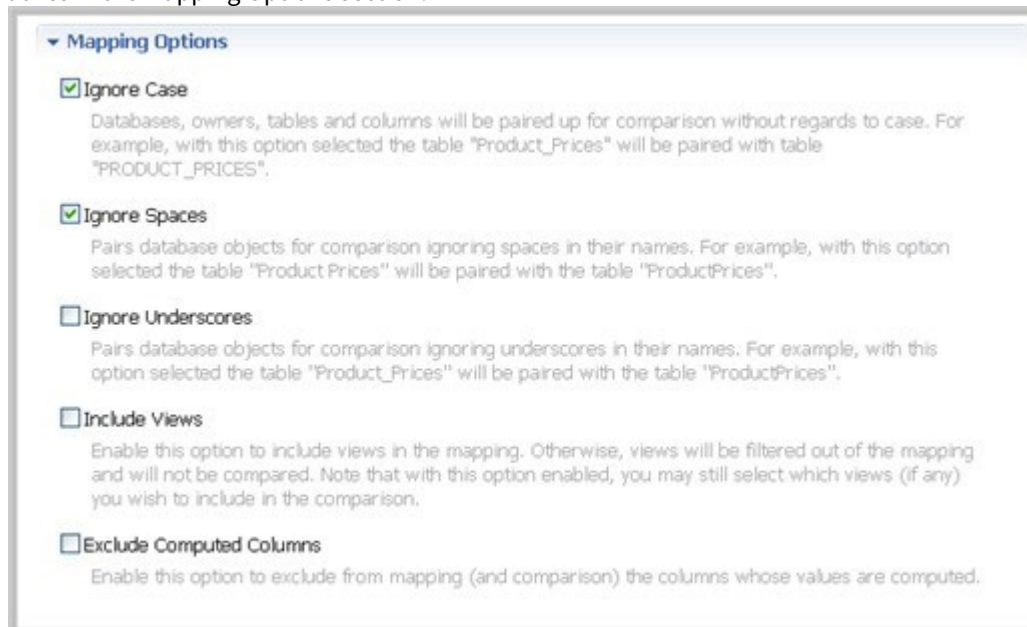 Mapping Options
Ignore Case
Databases, owners, tables and columns will be paired up for comparison without regards to case. For
example, with this option selected the table "Product_Prices" will be paired with table
"PRODUCT_PRICES".
Ignore Spaces
Pairs database objects for comparison ignoring spaces in their names. For example, with this option
selected the table "Product Prices" will be paired with the table "ProductPrices".
Ignore Underscores
Pairs database objects for comparison ignoring underscores in their names. For example, with this
option selected the table "Product_Prices" will be paired with the table "ProductPrices".
Include Views
Enable this option to include views in the mapping. Otherwise, views will be filtered out of the mapping
and will not be compared. Note that with this option enabled, you may still select which views (if any)
you wish to include in the comparison.
Exclude Computed Columns
Enable this option to exclude from mapping (and comparison) the columns whose values are computed.